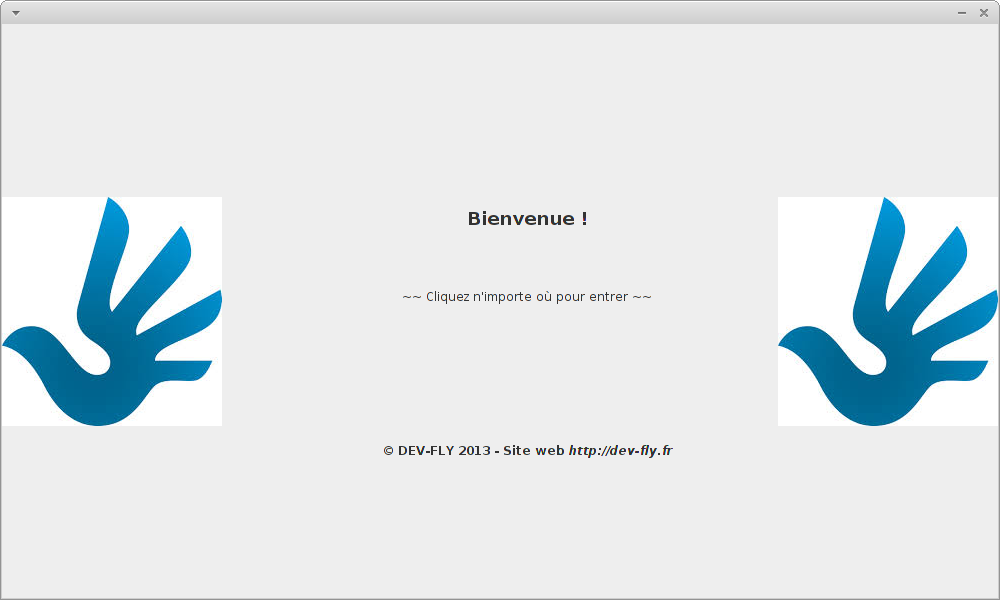 Bienvenue !
~~ Cliquez n'importe où pour entrer ~~
© DEV-FLY 2013 - Site web http://dev-fly.fr